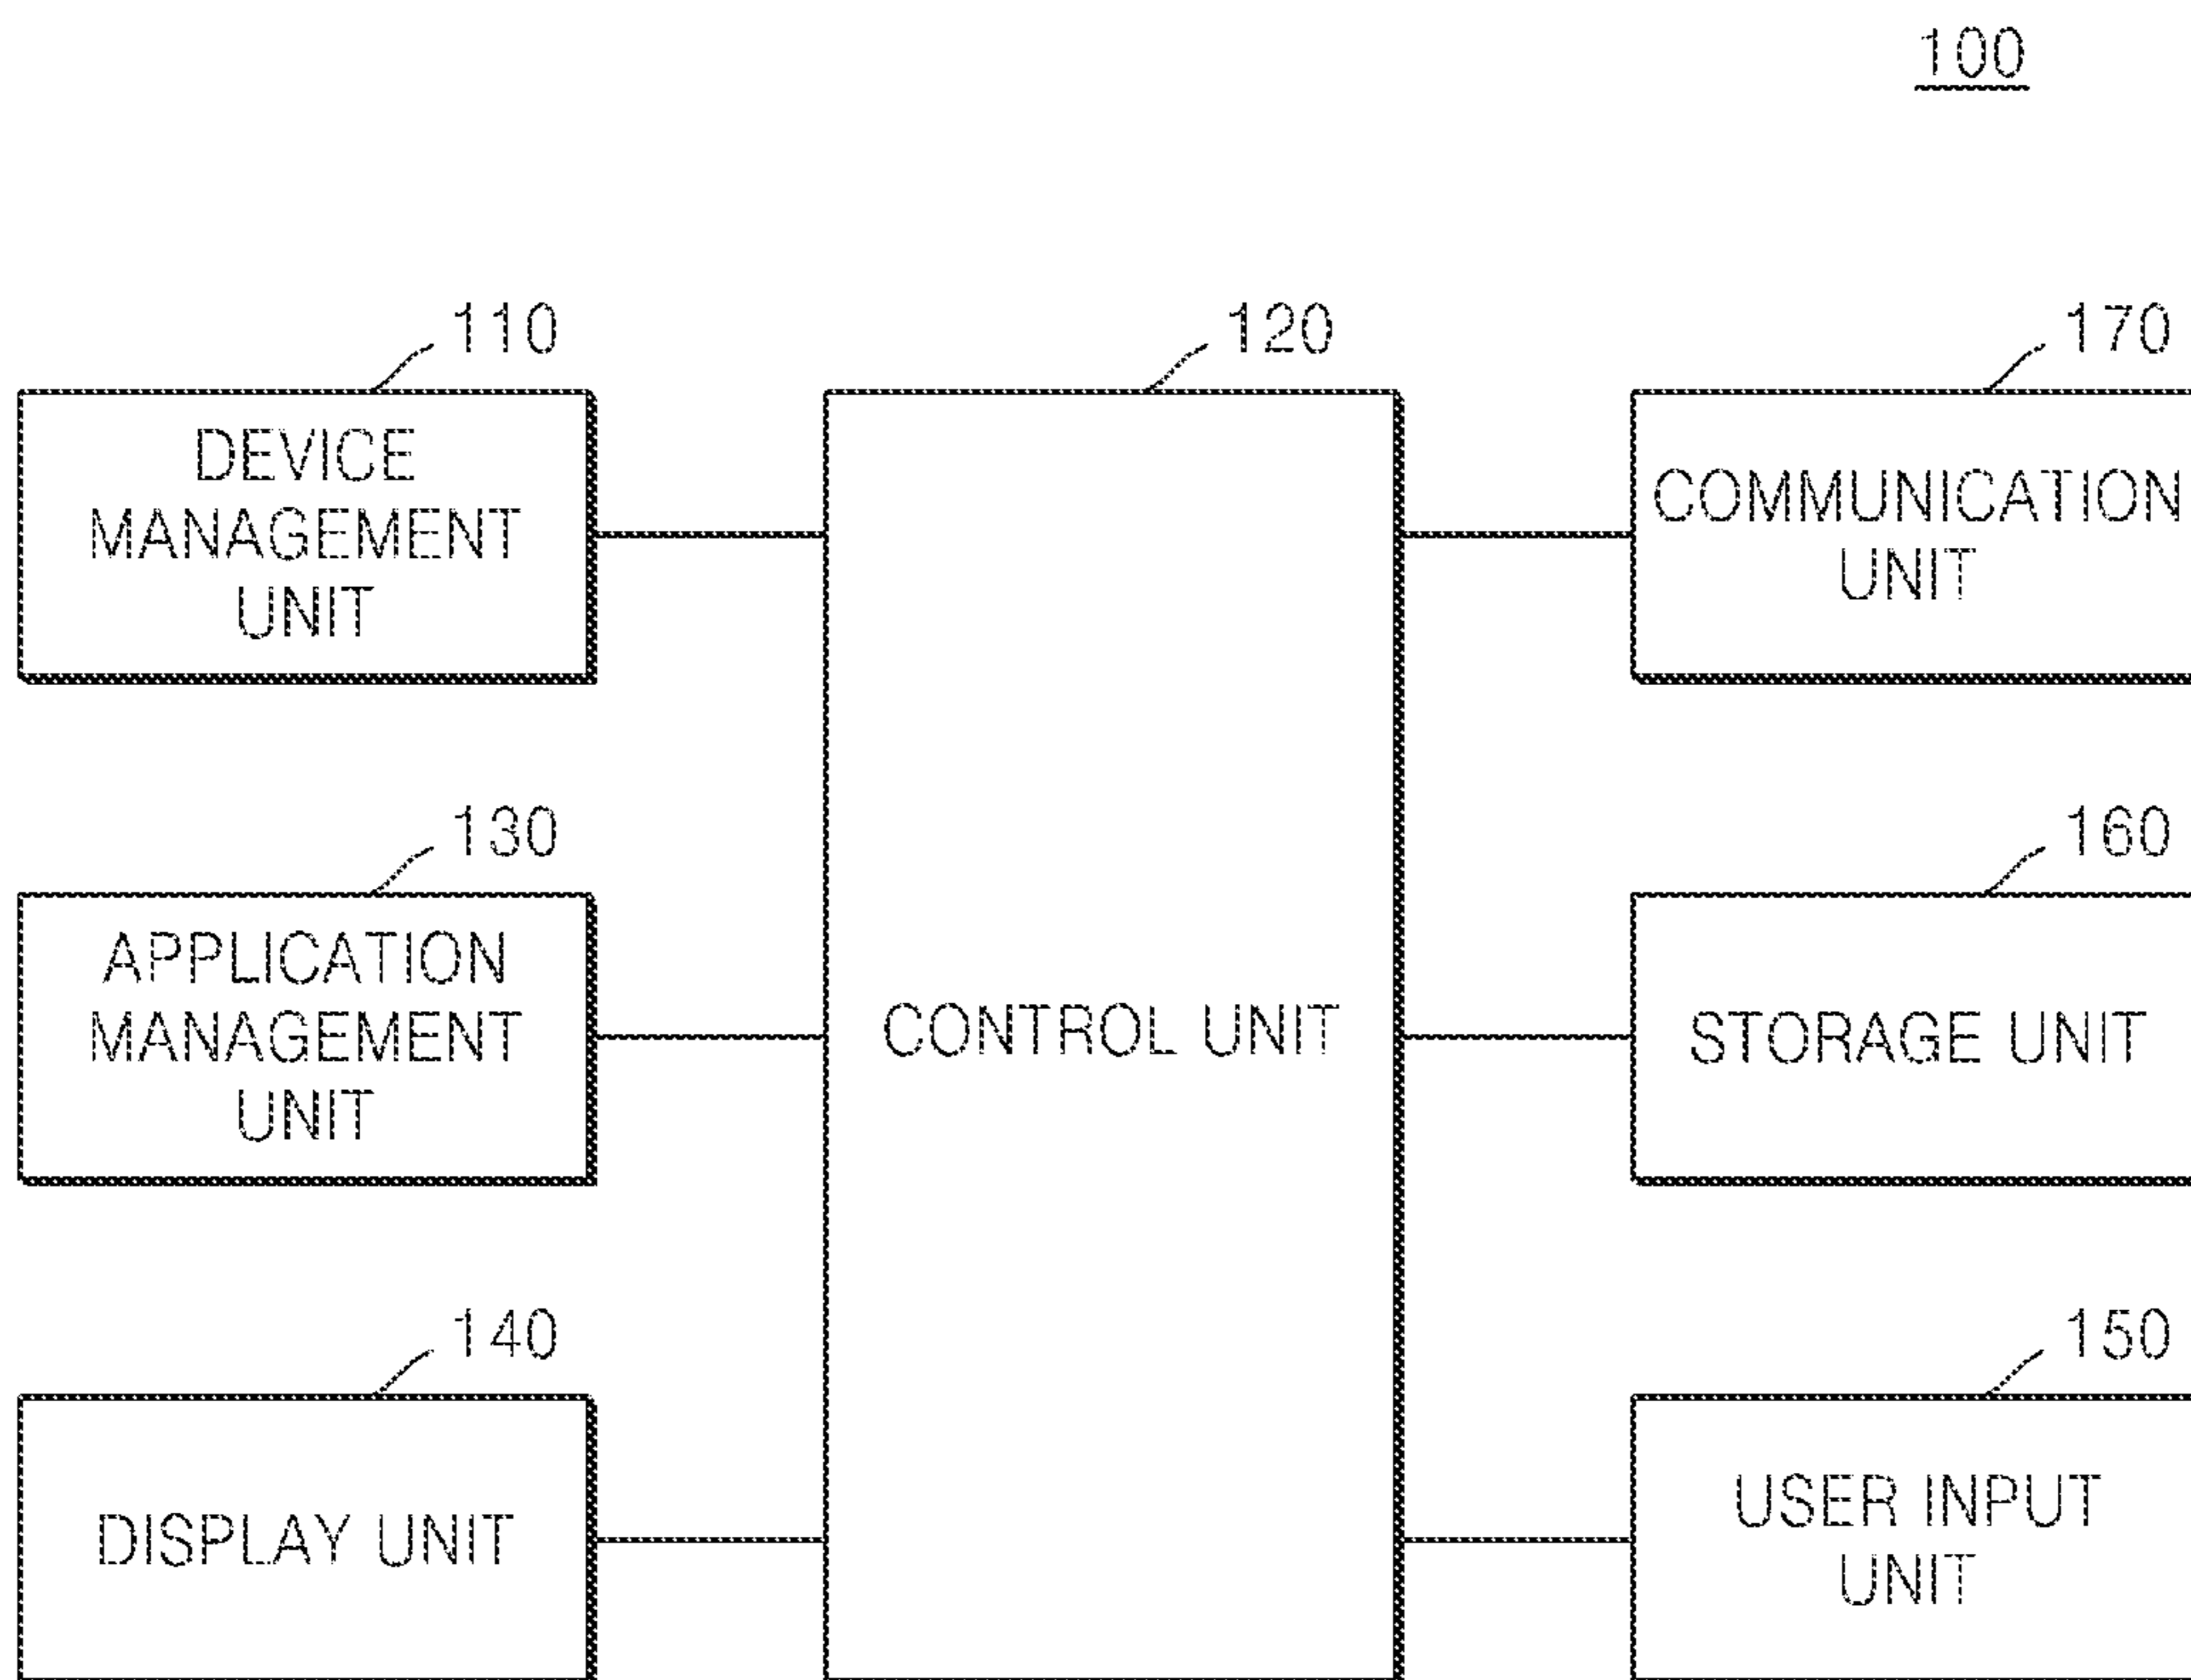 100
110
DEVICE
MANAGEMENT
UNIT
120
CONTROL UNIT
170
COMMUNICATION
UNIT
130
APPLICATION
MANAGEMENT
UNIT
160
STORAGE UNIT
140
DISPLAY UNIT
150
USER INPUT
UNIT